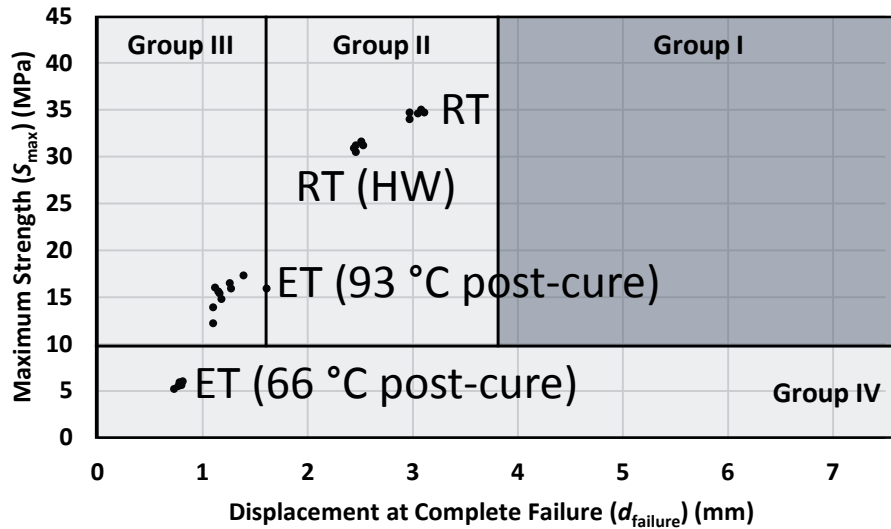 Maximum Strength (Smax) (MPa)
45
40
35
30
25
20
15
10
5
0
Group III
Group II
Group I
RT
RT (HW)
ET (93 °C post-cure)
ET (66 °C post-cure)
Group IV
0 1 2 3 4 5 6 7
Displacement at Complete Failure (dfailure) (mm)